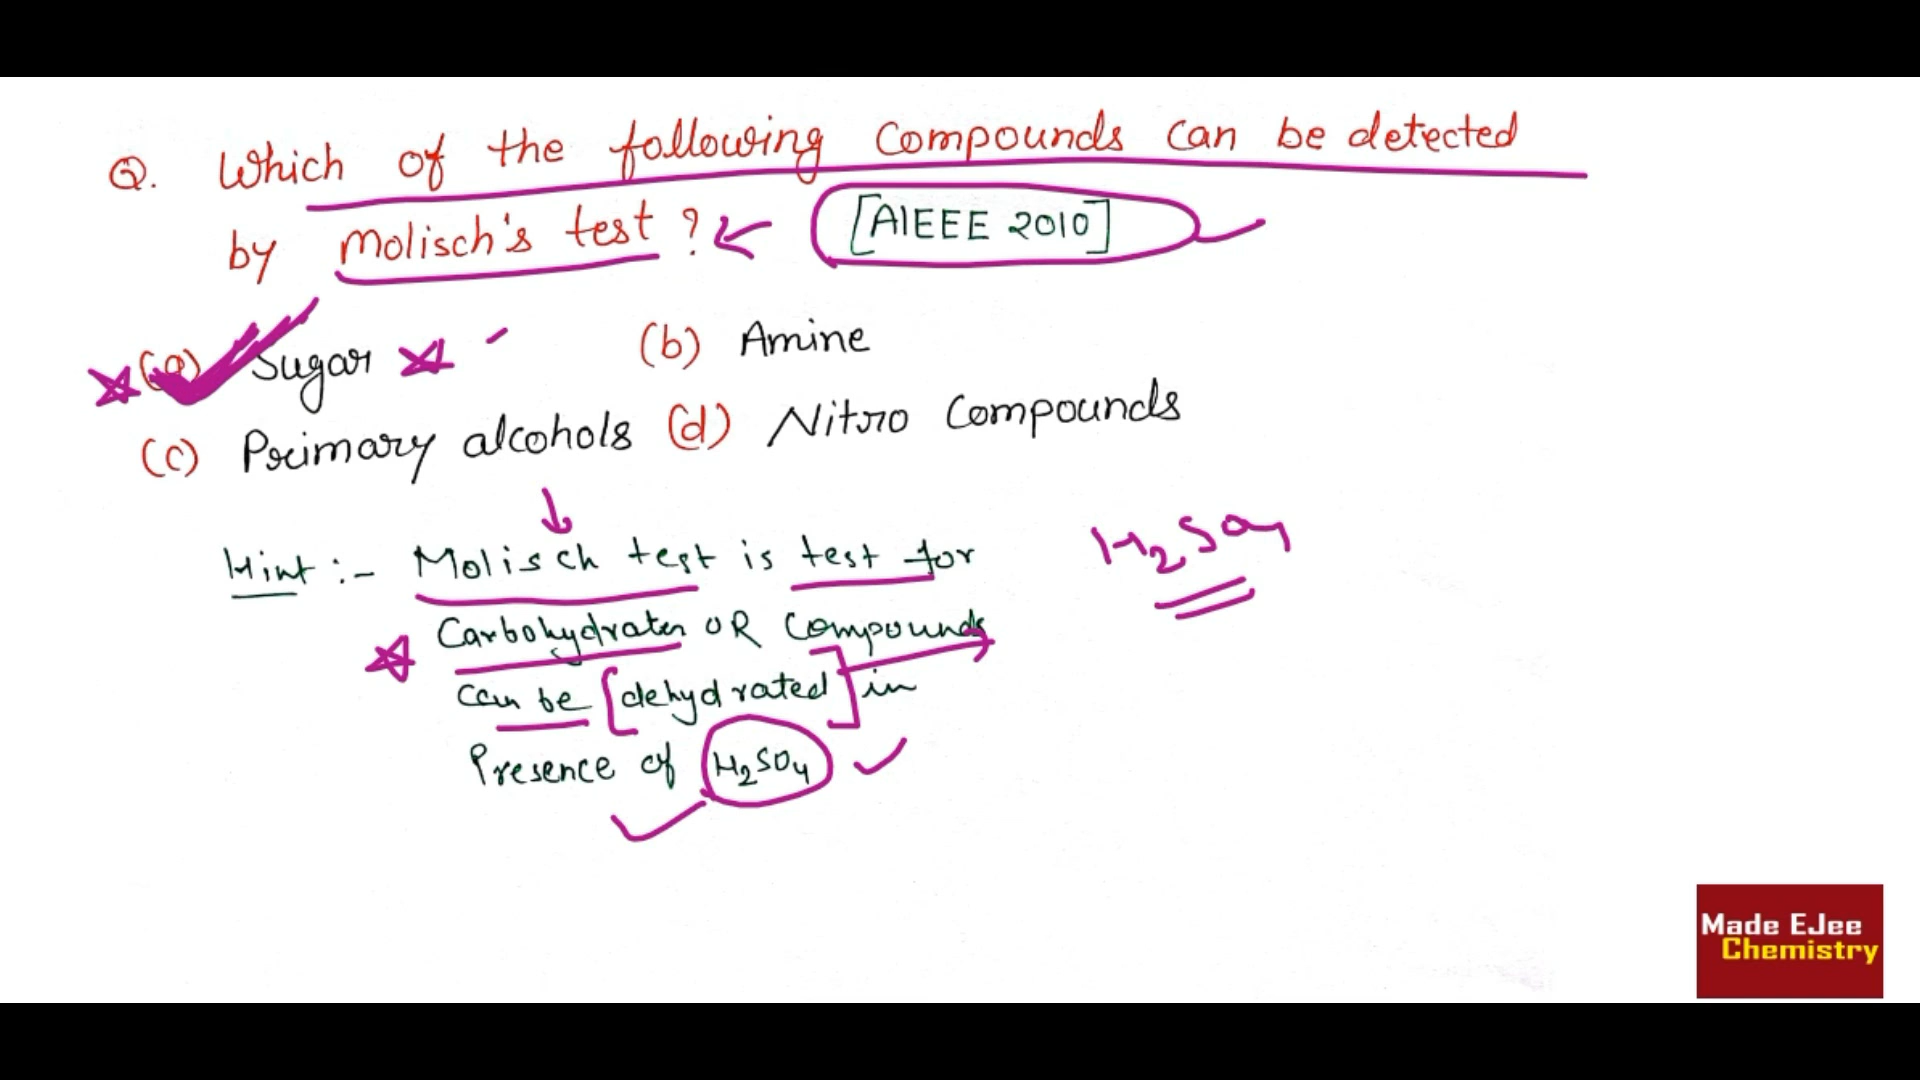 Q. Which of the following compounds can be detected
by Molisch's test ? [AIEEE 2010]
(a) Sugar (b) Amine
(c) Primary alcohols (d) Nitro Compounds
Hint :- Molisch test is test for
H2SO4
Carbohydrates OR Compounds
can be [dehydrated] in
Presence of H2SO4
Made EJee
Chemistry